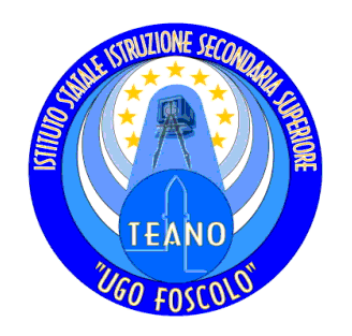 ISTITUTO STATALE ISTRUZIONE SECONDARIA SUPERIORE
TEANO
"UGO FOSCOLO"